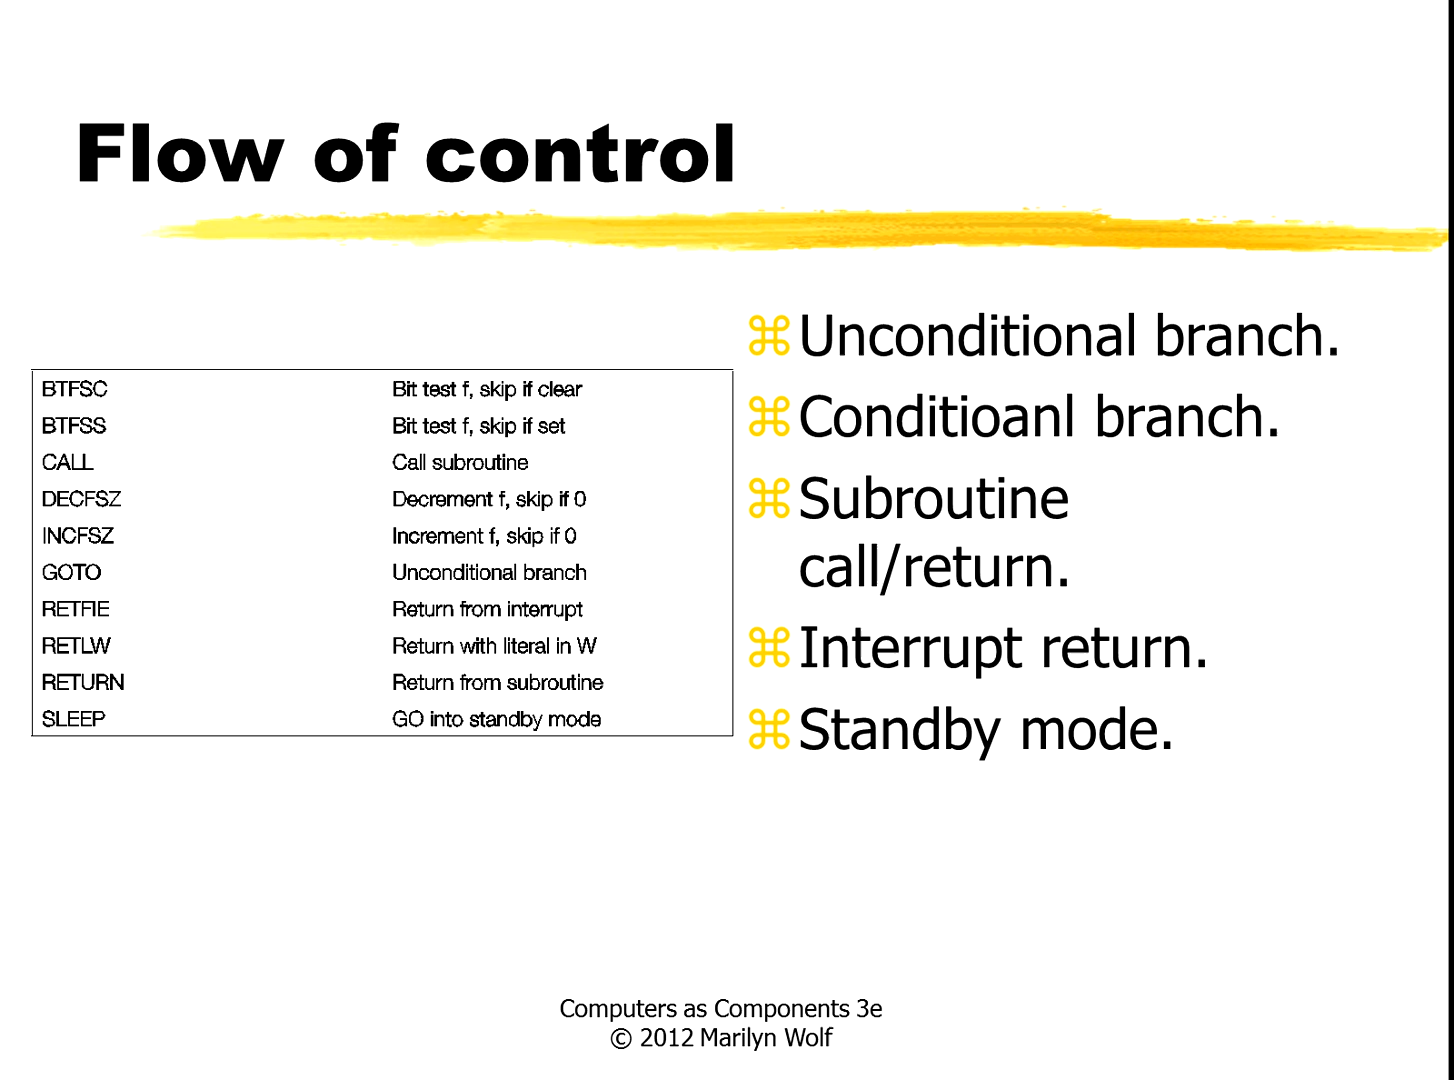 Flow of control
BTFSC Bit test f, skip if clear
BTFSS Bit test f, skip if set
CALL Call subroutine
DECFSZ Decrement f, skip if 0
INCFSZ Increment f, skip if 0
GOTO Unconditional branch
RETFIE Return from interrupt
RETLW Return with literal in W
RETURN Return from subroutine
SLEEP GO into standby mode
⌘Unconditional branch.
⌘Conditioanl branch.
⌘Subroutine
call/return.
⌘Interrupt return.
⌘Standby mode.
Computers as Components 3e
© 2012 Marilyn Wolf